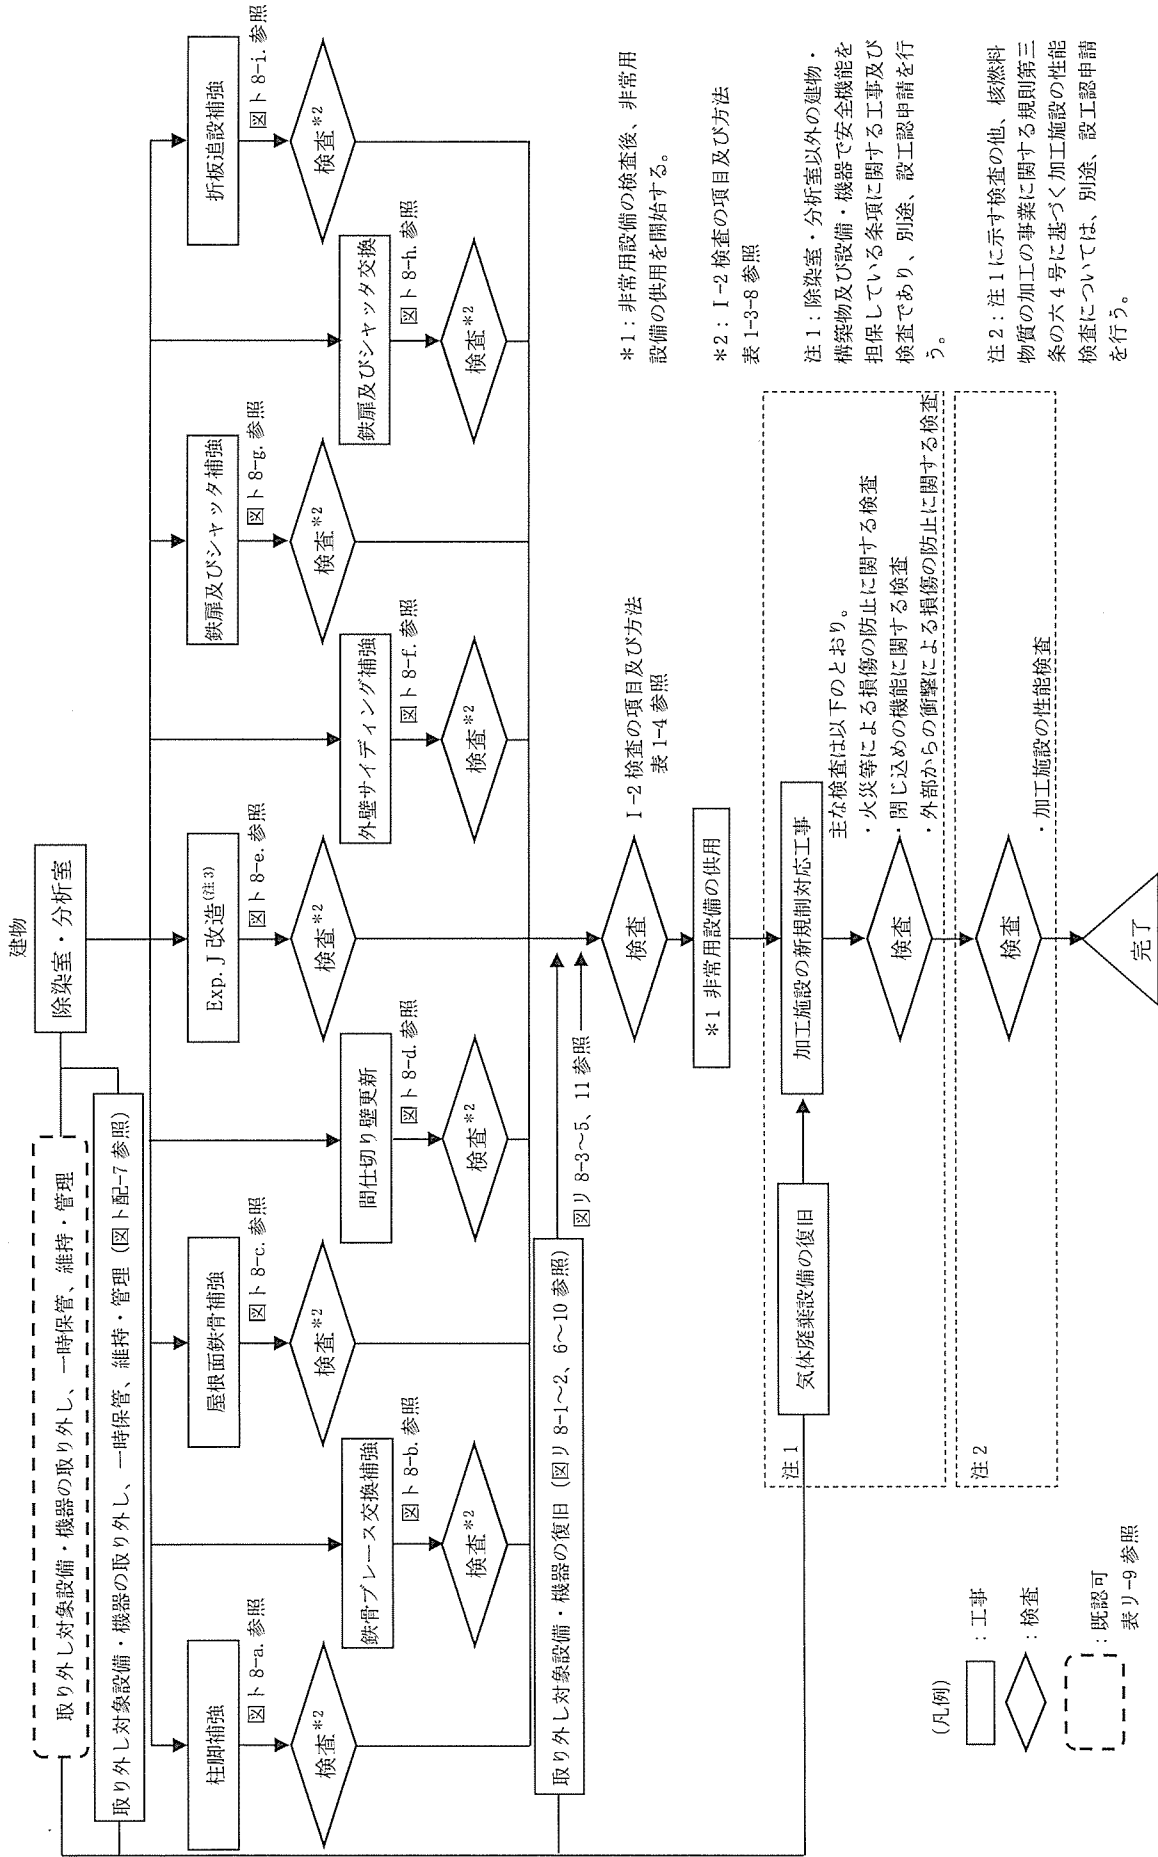 建物
除染室・分析室
取り外し対象設備・機器の取り外し、一時保管、維持・管理
取り外し対象設備・機器の取り外し、一時保管、維持・管理（図ト配-7 参照）
柱脚補強
図ト 8-a. 参照
検査*2
鉄骨ブレース交換補強
図ト 8-b. 参照
検査*2
屋根面鉄骨補強
図ト 8-c. 参照
検査*2
間仕切り壁更新
図ト 8-d. 参照
検査*2
Exp. J 改造(注3)
図ト 8-e. 参照
検査*2
外壁サイディング補強
図ト 8-f. 参照
検査*2
鉄扉及びシャッタ補強
図ト 8-g. 参照
検査*2
鉄扉及びシャッタ交換
図ト 8-h. 参照
検査*2
折板追設補強
図ト 8-i. 参照
検査*2
取り外し対象設備・機器の復旧（図リ 8-1～2、6～10 参照）
図リ 8-3～5、11 参照
検査
I-2 検査の項目及び方法
表 1-4 参照
*1 非常用設備の供用
注 1
気体廃棄設備の復旧
加工施設の新規制対応工事
検査
主な検査は以下のとおり。
・火災等による損傷の防止に関する検査
・閉じ込めの機能に関する検査
・外部からの衝撃による損傷の防止に関する検査
注 2
検査
・加工施設の性能検査
完了
*1：非常用設備の検査後、非常用
設備の供用を開始する。
*2：I-2 検査の項目及び方法
表 1-3-8 参照
注 1：除染室・分析室以外の建物・
構築物及び設備・機器で安全機能を
担保している条項に関する工事及び
検査であり、別途、設工認申請を行
う。
注 2：注 1 に示す検査の他、核燃料
物質の加工の事業に関する規則第三
条の六 4 号に基づく加工施設の性能
検査については、別途、設工認申請
を行う。
(凡例)
：工事
：検査
：既認可
表リ-9 参照